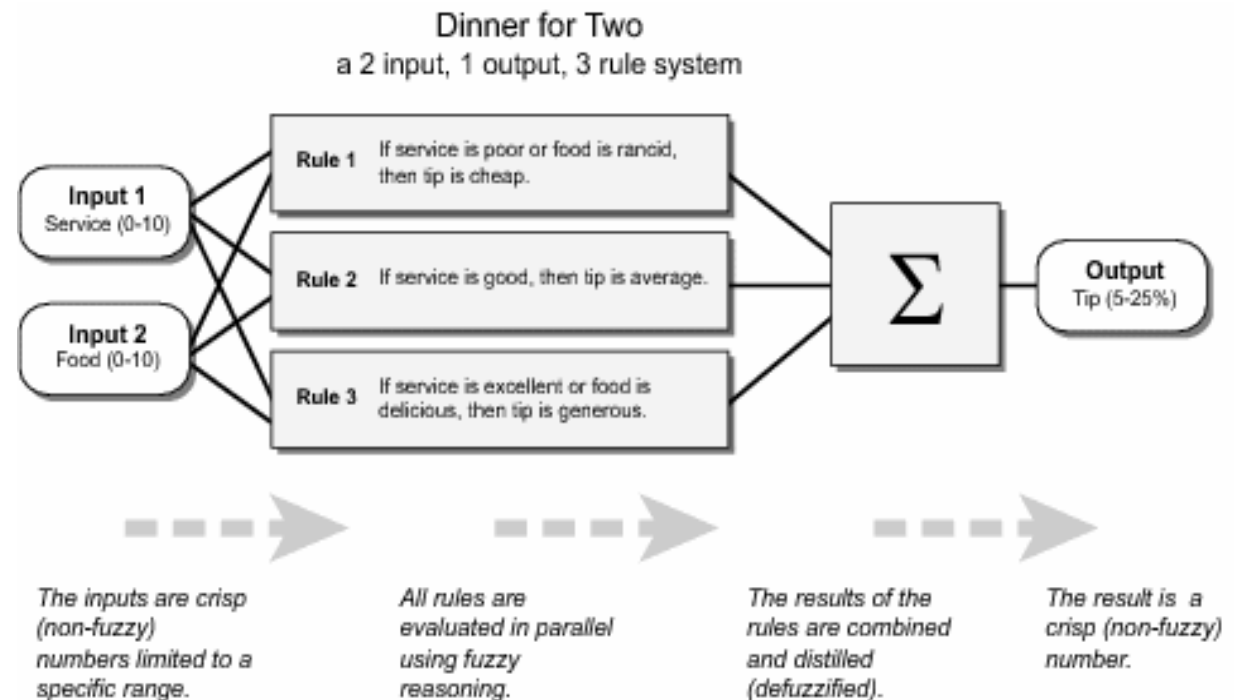 Dinner for Two
a 2 input, 1 output, 3 rule system
Input 1
Service (0-10)
Input 2
Food (0-10)
Rule 1 If service is poor or food is rancid,
then tip is cheap.
Rule 2 If service is good, then tip is average.
Rule 3 If service is excellent or food is
delicious, then tip is generous.
Σ
Output
Tip (5-25%)
The inputs are crisp
(non-fuzzy)
numbers limited to a
specific range.
All rules are
evaluated in parallel
using fuzzy
reasoning.
The results of the
rules are combined
and distilled
(defuzzified).
The result is a
crisp (non-fuzzy)
number.